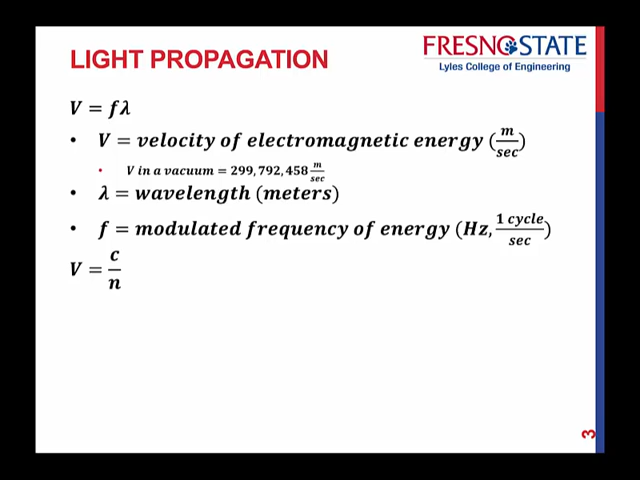 LIGHT PROPAGATION
FRESNO STATE
Lyles College of Engineering
V = fλ
• V = velocity of electromagnetic energy (m/sec)
• V in a vacuum = 299,792,458 m/sec
• λ = wavelength (meters)
• f = modulated frequency of energy (Hz, 1 cycle/sec)
V = c/n
3